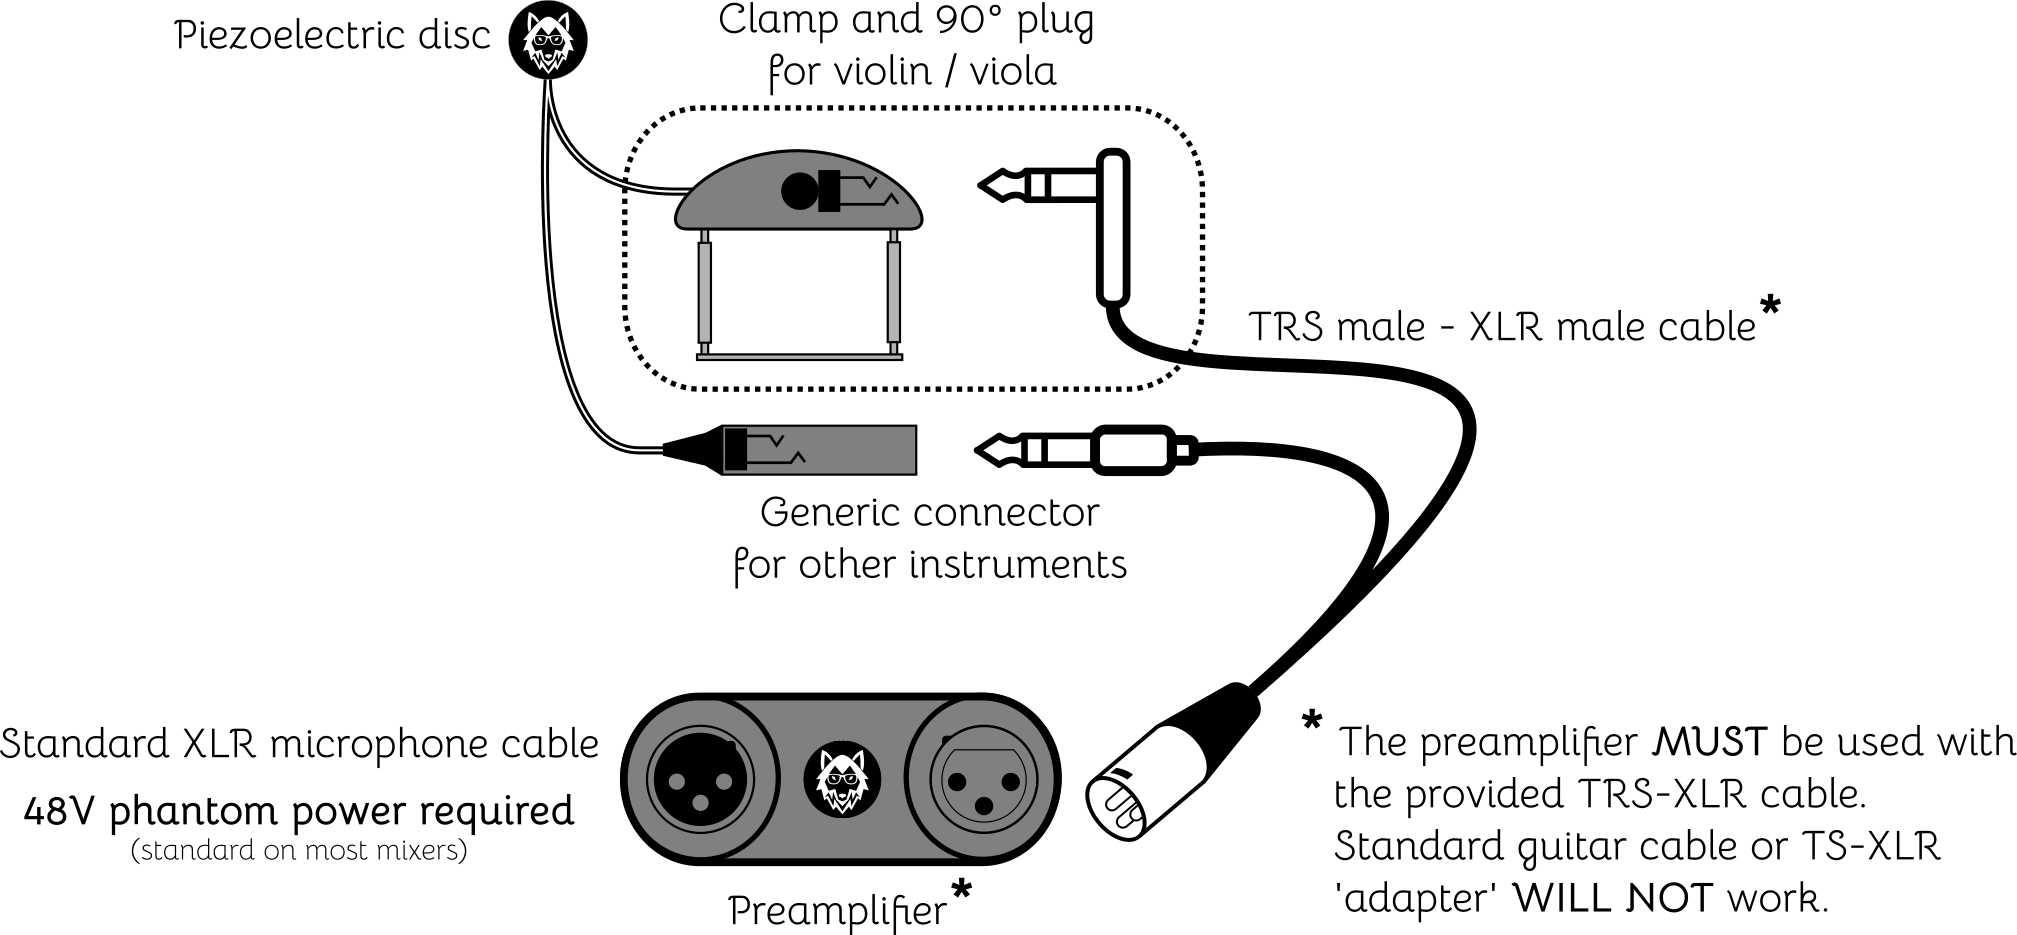 Piezoelectric disc
Clamp and 90° plug
for violin / viola
TRS male - XLR male cable*
Generic connector
for other instruments
Standard XLR microphone cable
48V phantom power required
(standard on most mixers)
Preamplifier*
* The preamplifier MUST be used with
the provided TRS-XLR cable.
Standard guitar cable or TS-XLR
'adapter' WILL NOT work.